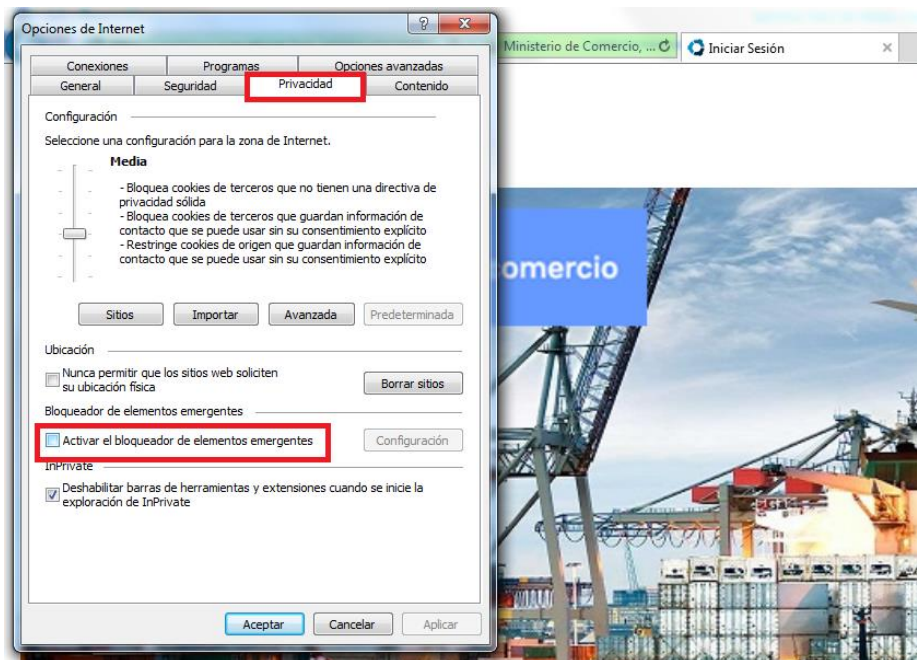 Opciones de Internet
Ministerio de Comercio, ...
Iniciar Sesión
Conexiones
Programas
Opciones avanzadas
General
Seguridad
Privacidad
Contenido
Configuración
Seleccione una configuración para la zona de Internet.
Media
- Bloquea cookies de terceros que no tienen una directiva de
privacidad sólida
- Bloquea cookies de terceros que guardan información de
contacto que se puede usar sin su consentimiento explícito
- Restringe cookies de origen que guardan información de
contacto que se puede usar sin su consentimiento explícito
omercio
Sitios
Importar
Avanzada
Predeterminada
Ubicación
Nunca permitir que los sitios web soliciten
su ubicación física
Borrar sitios
Bloqueador de elementos emergentes
Activar el bloqueador de elementos emergentes
Configuración
InPrivate
Deshabilitar barras de herramientas y extensiones cuando se inicie la
exploración de InPrivate
Aceptar
Cancelar
Aplicar